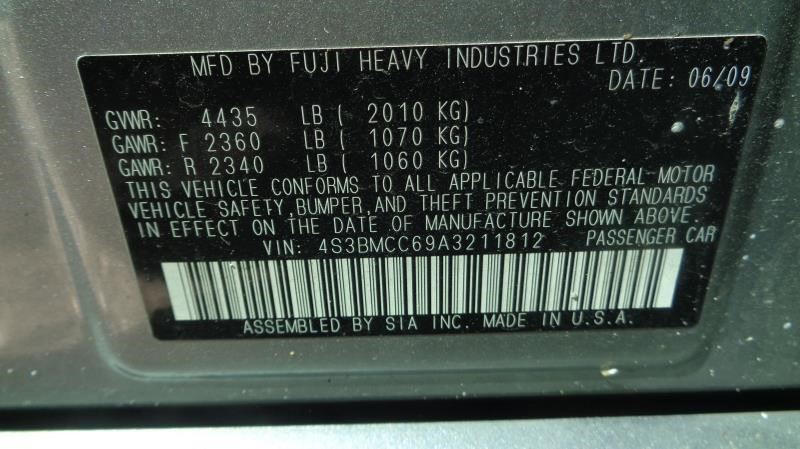 MFD BY FUJI HEAVY INDUSTRIES LTD.
DATE: 06/09
GVWR: 4435 LB ( 2010 KG)
GAWR: F 2360 LB ( 1070 KG)
GAWR: R 2340 LB ( 1060 KG)
THIS VEHICLE CONFORMS TO ALL APPLICABLE FEDERAL MOTOR
VEHICLE SAFETY, BUMPER, AND THEFT PREVENTION STANDARDS
IN EFFECT ON THE DATE OF MANUFACTURE SHOWN ABOVE.
VIN: 4S3BMCC69A3211812 PASSENGER CAR
ASSEMBLED BY SIA INC. MADE IN U.S.A.